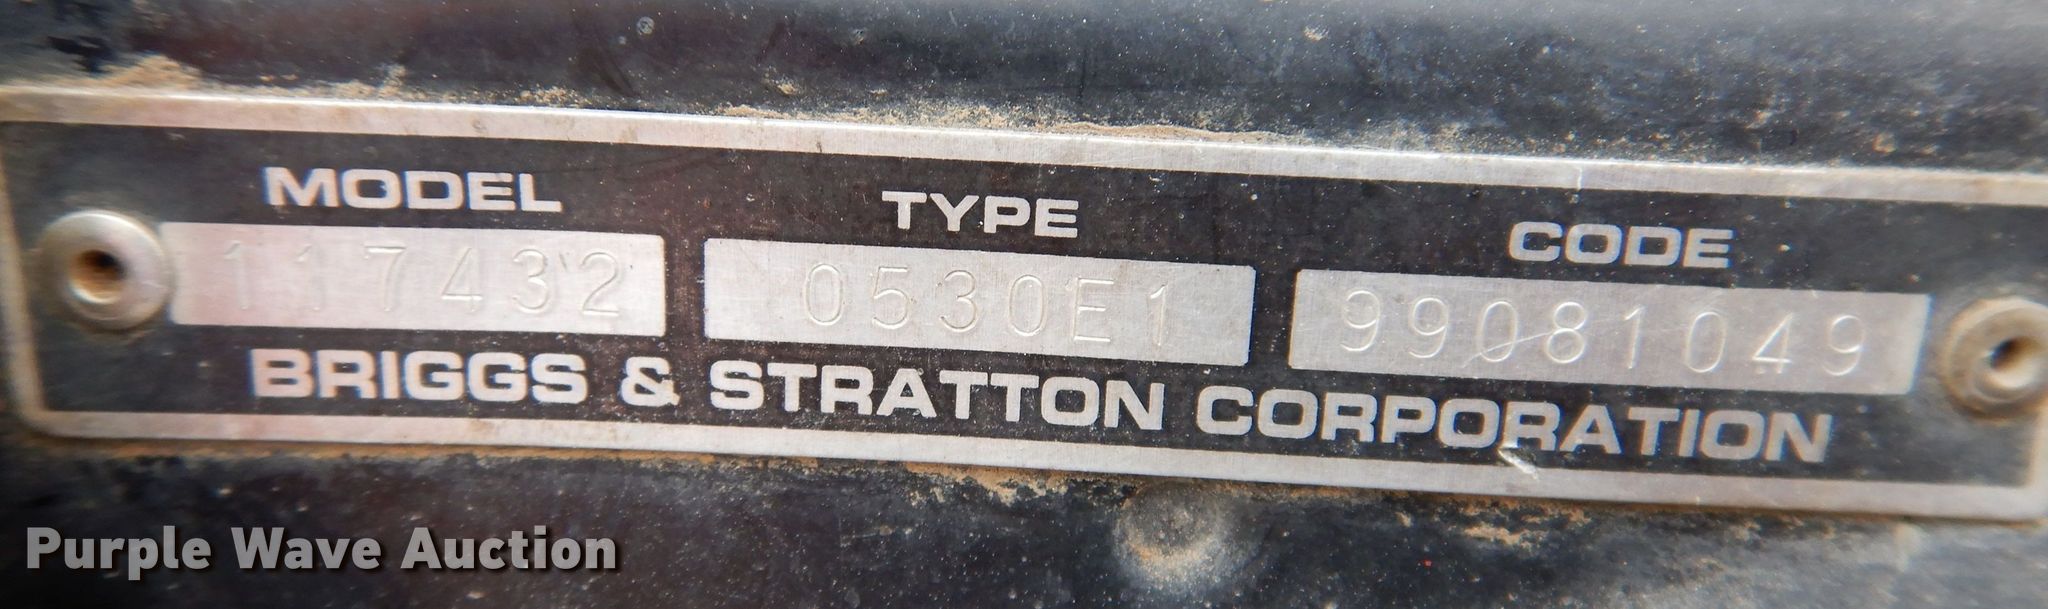 MODEL TYPE CODE
117432 0530E1 99081049
BRIGGS & STRATTON CORPORATION
Purple Wave Auction